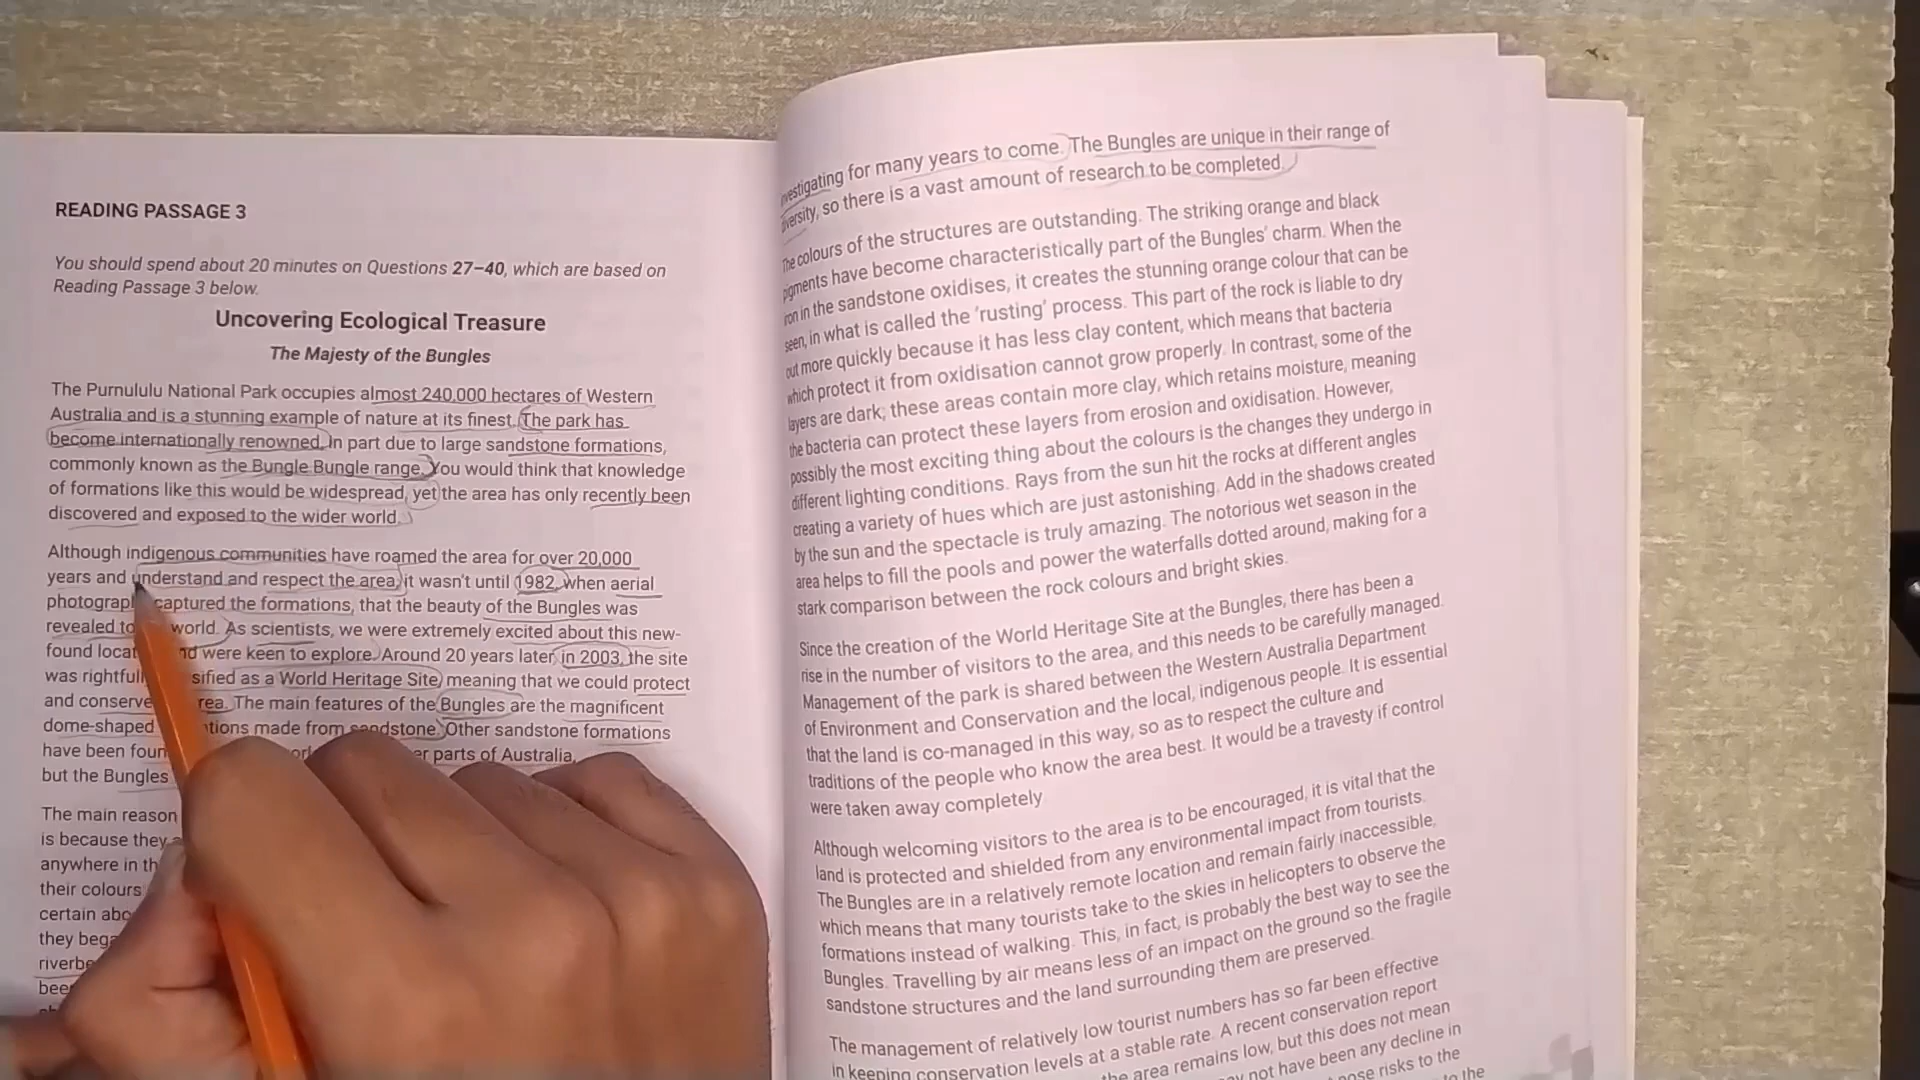 READING PASSAGE 3
You should spend about 20 minutes on Questions 27–40, which are based on
Reading Passage 3 below.
Uncovering Ecological Treasure
The Majesty of the Bungles
The Purnululu National Park occupies almost 240,000 hectares of Western
Australia and is a stunning example of nature at its finest. The park has
become internationally renowned. In part due to large sandstone formations,
commonly known as the Bungle Bungle range. You would think that knowledge
of formations like this would be widespread, yet the area has only recently been
discovered and exposed to the wider world.
Although indigenous communities have roamed the area for over 20,000
years and understand and respect the area, it wasn't until 1982, when aerial
captured the formations, that the beauty of the Bungles was
revealed to world. As scientists, we were extremely excited about this new-
found were keen to explore. Around 20 years later, in 2003, the site
was as a World Heritage Site, meaning that we could protect
and conserve The main features of the Bungles are the magnificent
dome-shaped made from sandstone. Other sandstone formations
have been parts of Australia,
but the Bungles
The main reason
is because they
anywhere in
their colours
certain
they
been
investigating for many years to come. The Bungles are unique in their range of
diversity, so there is a vast amount of research to be completed.
The colours of the structures are outstanding. The striking orange and black
pigments have become characteristically part of the Bungles' charm. When the
iron in the sandstone oxidises, it creates the stunning orange colour that can be
seen, in what is called the 'rusting' process. This part of the rock is liable to dry
out more quickly because it has less clay content, which means that bacteria
which protect it from oxidisation cannot grow properly. In contrast, some of the
layers are dark; these areas contain more clay, which retains moisture, meaning
the bacteria can protect these layers from erosion and oxidisation. However,
possibly the most exciting thing about the colours is the changes they undergo in
different lighting conditions. Rays from the sun hit the rocks at different angles
creating a variety of hues which are just astonishing. Add in the shadows created
by the sun and the spectacle is truly amazing. The notorious wet season in the
area helps to fill the pools and power the waterfalls dotted around, making for a
stark comparison between the rock colours and bright skies.
Since the creation of the World Heritage Site at the Bungles, there has been a
rise in the number of visitors to the area, and this needs to be carefully managed.
Management of the park is shared between the Western Australia Department
of Environment and Conservation and the local, indigenous people. It is essential
that the land is co-managed in this way, so as to respect the culture and
traditions of the people who know the area best. It would be a travesty if control
were taken away completely
Although welcoming visitors to the area is to be encouraged, it is vital that the
land is protected and shielded from any environmental impact from tourists.
The Bungles are in a relatively remote location and remain fairly inaccessible,
which means that many tourists take to the skies in helicopters to observe the
formations instead of walking. This, in fact, is probably the best way to see the
Bungles. Travelling by air means less of an impact on the ground so the fragile
sandstone structures and the land surrounding them are preserved.
The management of relatively low tourist numbers has so far been effective
in keeping conservation levels at a stable rate. A recent conservation report
the area remains low, but this does not mean
not have been any decline in
risks to the
to the